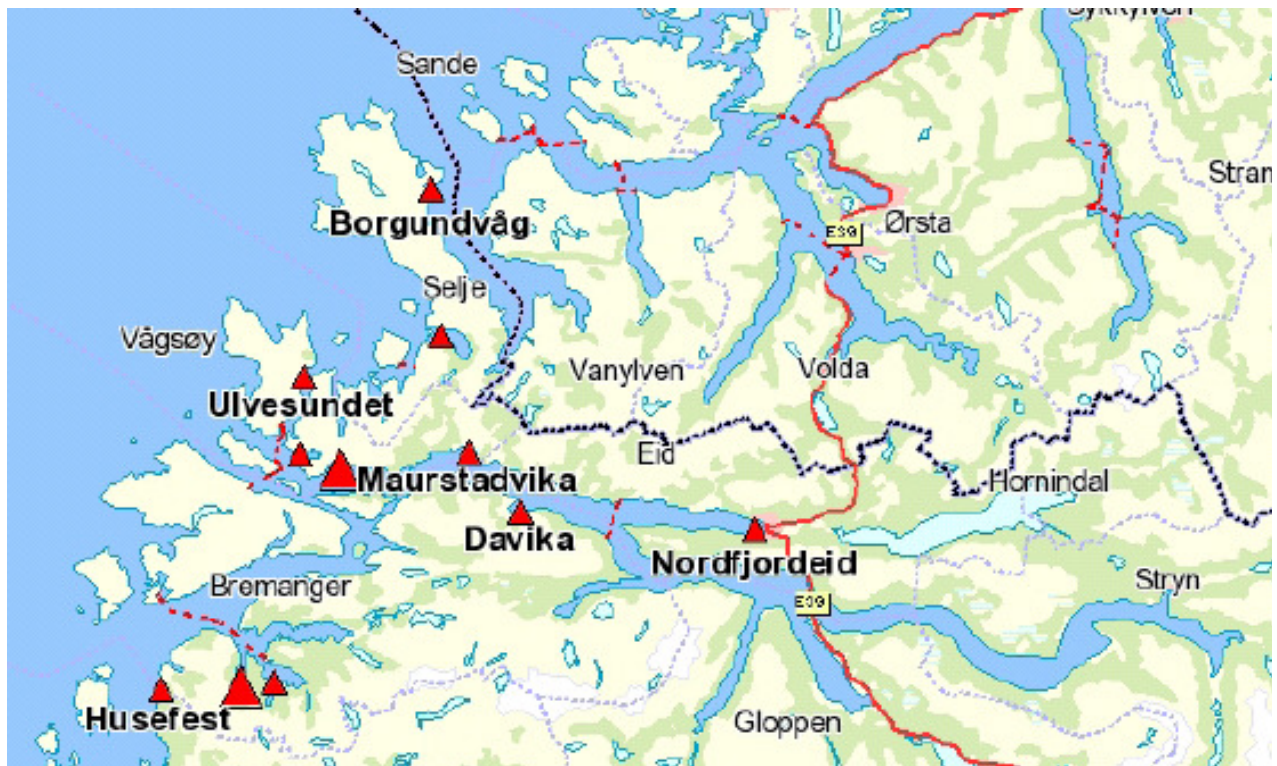 Sykkylven
Sande
Stran
Borgundvåg
Ørsta
E39
Selje
Vågsøy
Vanylven
Volda
Ulvesundet
Eid
Maurstadvika
Hornindal
Davika
Nordfjordeid
Bremanger
Stryn
E39
Husefest
Gloppen